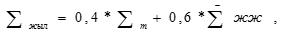 ∑ жыл = 0,4 * ∑ т + 0,6 * ∑̄ жж ,